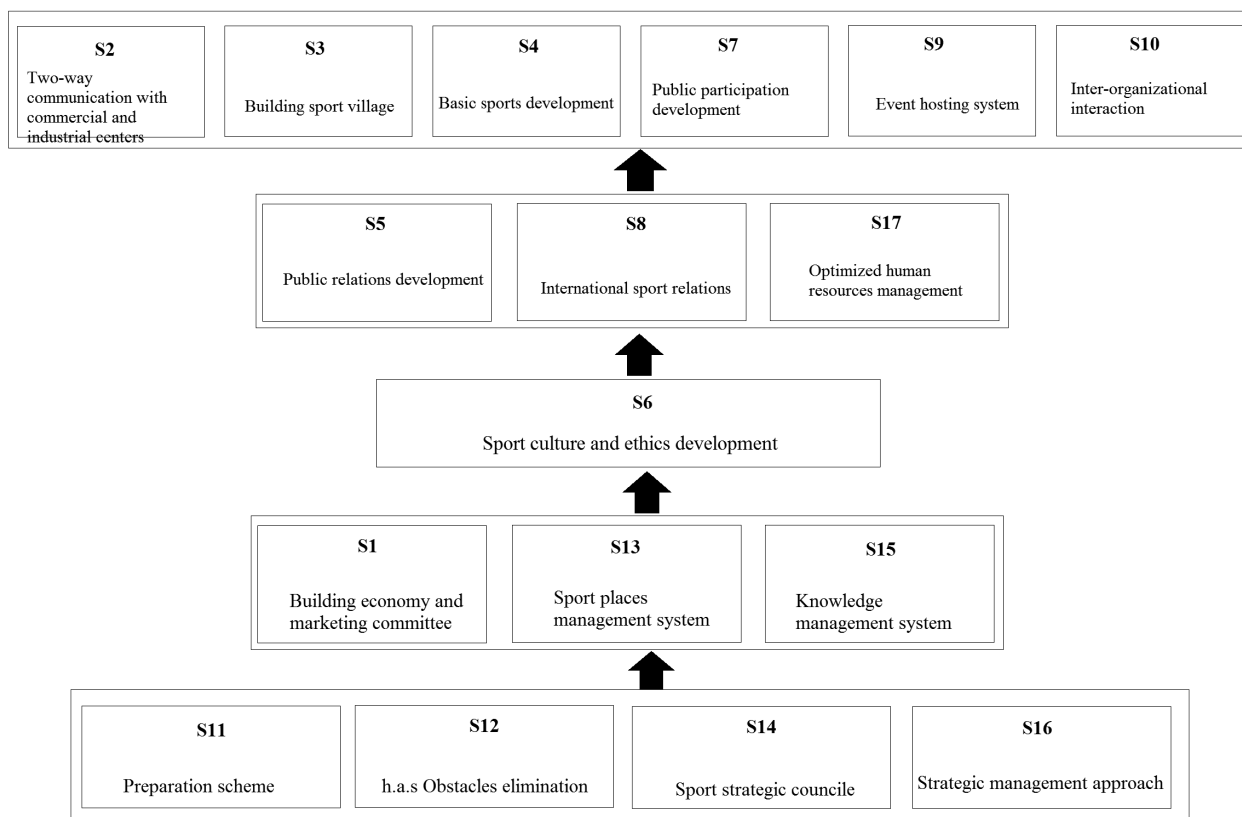 S2
Two-way
communication with
commercial and
industrial centers
S3
Building sport village
S4
Basic sports development
S7
Public participation
development
S9
Event hosting system
S10
Inter-organizational
interaction
S5
Public relations development
S8
International sport relations
S17
Optimized human
resources management
S6
Sport culture and ethics development
S1
Building economy and
marketing committee
S13
Sport places
management system
S15
Knowledge
management system
S11
Preparation scheme
S12
h.a.s Obstacles elimination
S14
Sport strategic councile
S16
Strategic management approach